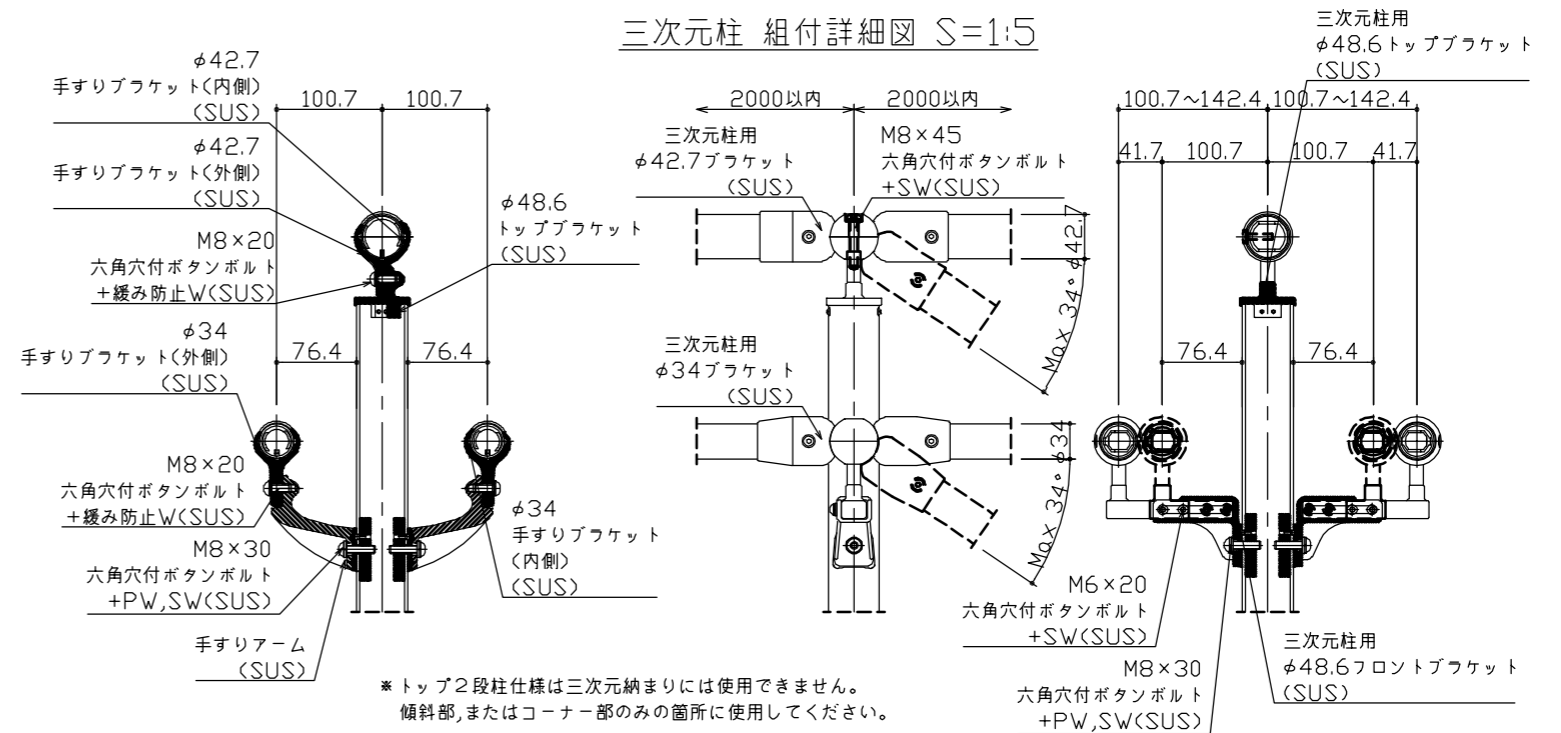 三次元柱 組付詳細図 S=1:5
φ42.7
手すりブラケット(内側)
(SUS)
φ42.7
手すりブラケット(外側)
(SUS)
M8×20
六角穴付ボタンボルト
+緩み防止W(SUS)
φ34
手すりブラケット(外側)
(SUS)
M8×20
六角穴付ボタンボルト
+緩み防止W(SUS)
M8×30
六角穴付ボタンボルト
+PW,SW(SUS)
手すりアーム
(SUS)
100.7
100.7
76.4
76.4
φ48.6
トップブラケット
(SUS)
φ34
手すりブラケット
(内側)
(SUS)
2000以内
2000以内
三次元柱用
φ42.7ブラケット
(SUS)
M8×45
六角穴付ボタンボルト
+SW(SUS)
φ42.7
Max 34°
三次元柱用
φ34ブラケット
(SUS)
φ34
Max 34°
三次元柱用
φ48.6トップブラケット
(SUS)
100.7~142.4
100.7~142.4
41.7
100.7
100.7
41.7
76.4
76.4
M6×20
六角穴付ボタンボルト
+SW(SUS)
M8×30
六角穴付ボタンボルト
+PW,SW(SUS)
三次元柱用
φ48.6フロントブラケット
(SUS)
※トップ2段柱仕様は三次元納まりには使用できません。
傾斜部,またはコーナー部のみの箇所に使用してください。